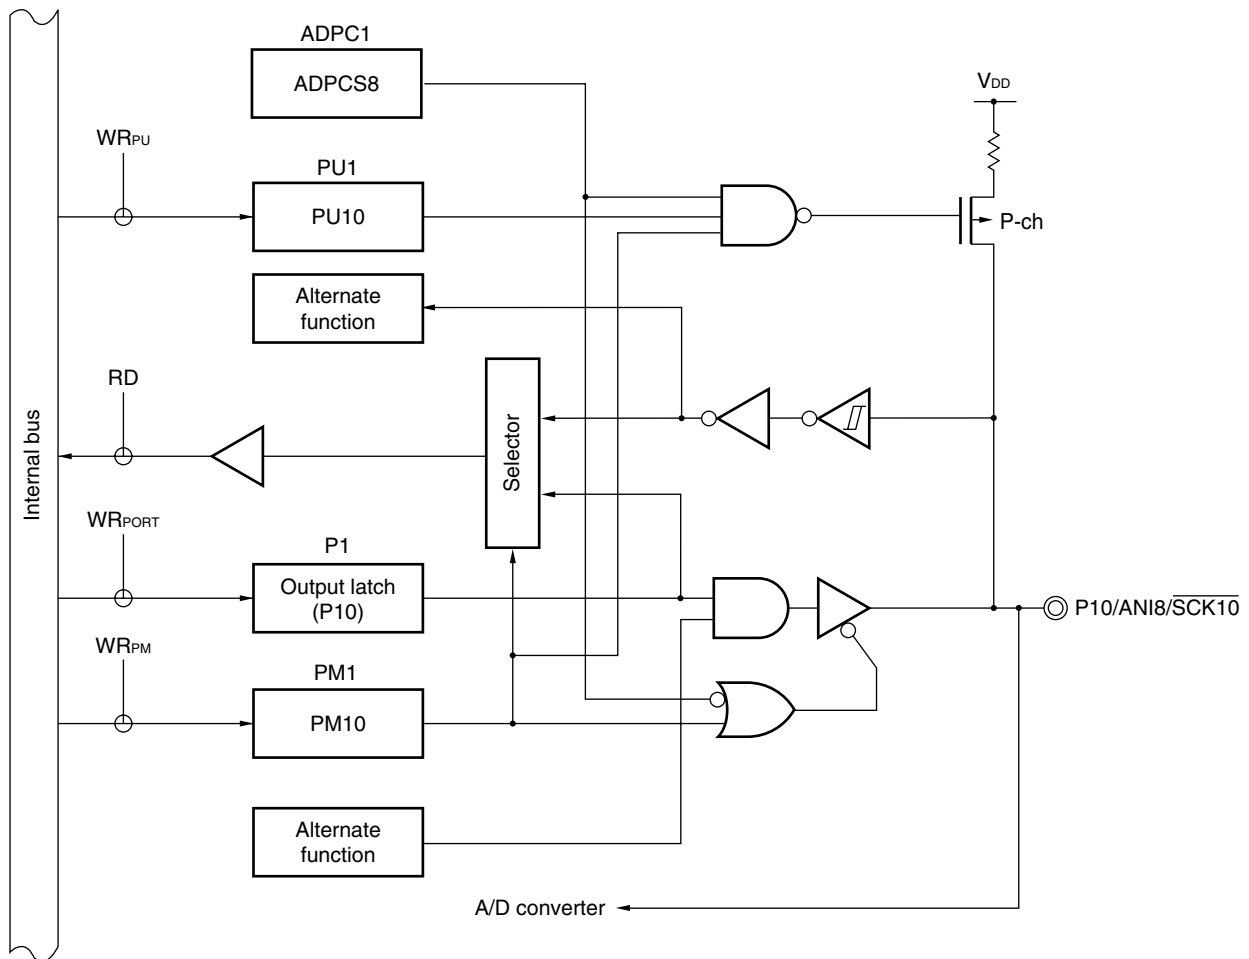 ADPC1
ADPCS8
VDD
WRPU
PU1
PU10
P-ch
Alternate
function
RD
Selector
Internal bus
WRPORT
P1
Output latch
(P10)
P10/ANI8/SCK10
WRPM
PM1
PM10
Alternate
function
A/D converter